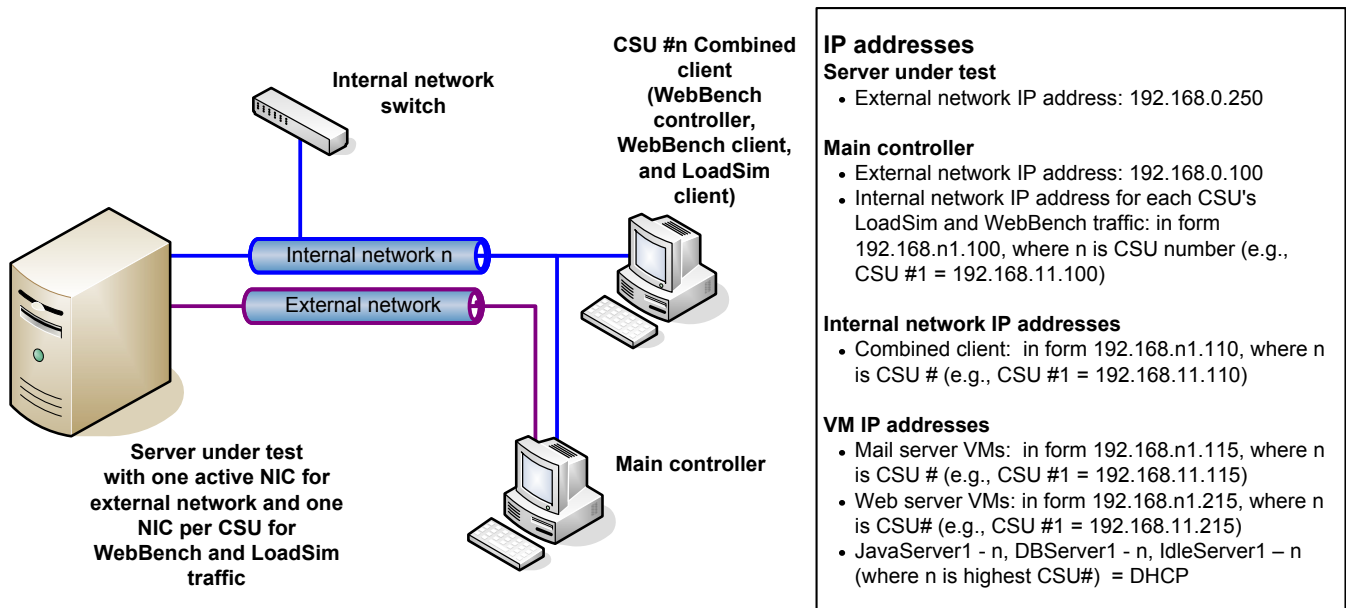 Internal network
switch
CSU #n Combined
client
(WebBench
controller,
WebBench client,
and LoadSim
client)
Internal network n
External network
Server under test
with one active NIC for
external network and one
NIC per CSU for
WebBench and LoadSim
traffic
Main controller
IP addresses
Server under test
• External network IP address: 192.168.0.250
Main controller
• External network IP address: 192.168.0.100
• Internal network IP address for each CSU's
LoadSim and WebBench traffic: in form
192.168.n1.100, where n is CSU number (e.g.,
CSU #1 = 192.168.11.100)
Internal network IP addresses
• Combined client:  in form 192.168.n1.110, where n
is CSU # (e.g., CSU #1 = 192.168.11.110)
VM IP addresses
• Mail server VMs:  in form 192.168.n1.115, where n
is CSU # (e.g., CSU #1 = 192.168.11.115)
• Web server VMs: in form 192.168.n1.215, where n
is CSU# (e.g., CSU #1 = 192.168.11.215)
• JavaServer1 - n, DBServer1 - n, IdleServer1 – n
(where n is highest CSU#)  = DHCP